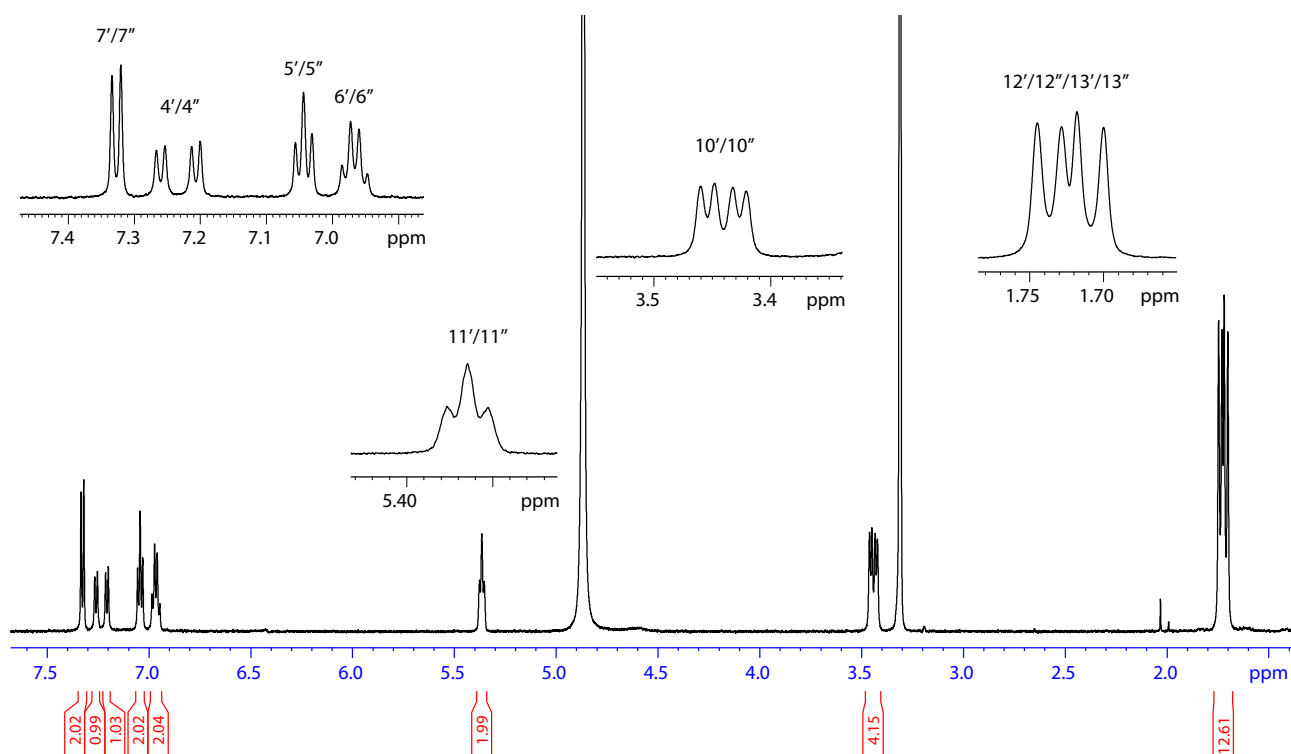 7′/7″
4′/4″
5′/5″
6′/6″
7.4 7.3 7.2 7.1 7.0 ppm
10′/10″
3.5 3.4 ppm
12′/12″/13′/13″
1.75 1.70 ppm
11′/11″
5.40 ppm
7.5 7.0 6.5 6.0 5.5 5.0 4.5 4.0 3.5 3.0 2.5 2.0 ppm
2.02 0.99 1.03 2.02 2.04 1.99 4.15 12.61